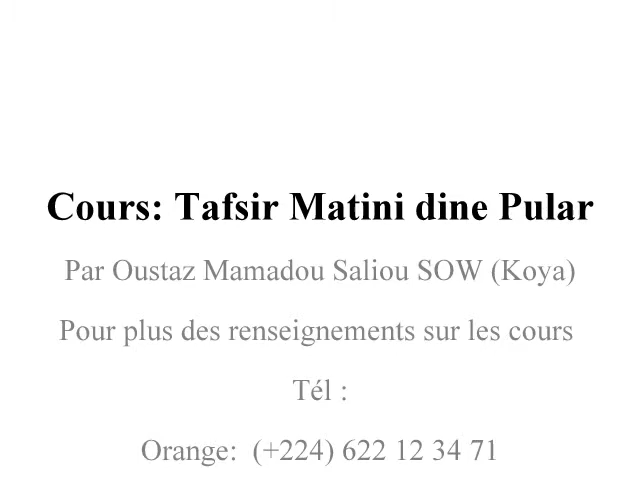 Cours: Tafsir Matini dine Pular
Par Oustaz Mamadou Saliou SOW (Koya)
Pour plus des renseignements sur les cours
Tél :
Orange: (+224) 622 12 34 71